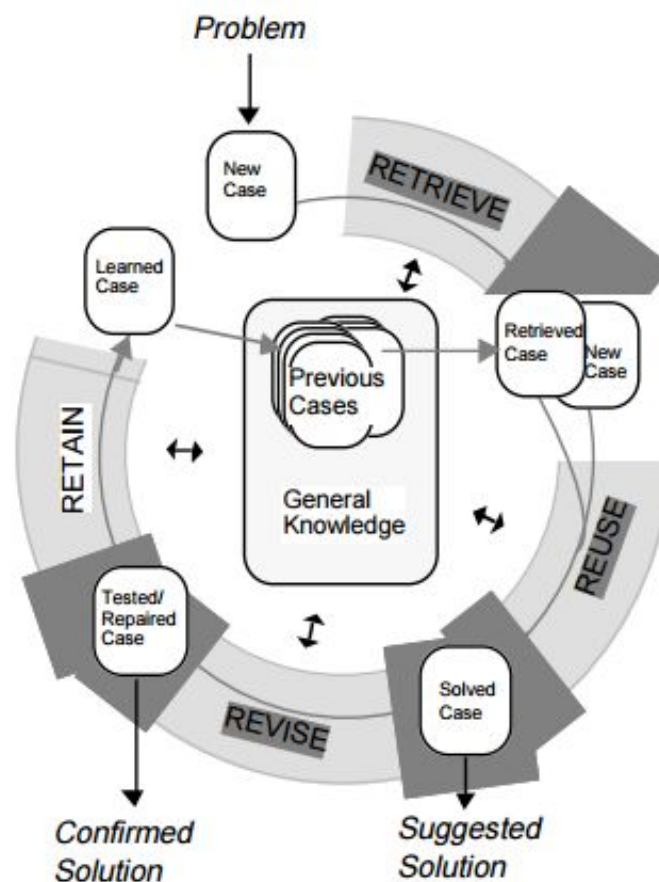 Problem
New
Case
RETRIEVE
Learned
Case
Retrieved
Case
New
Case
Previous
Cases
General
Knowledge
RETAIN
REUSE
Tested/
Repaired
Case
Solved
Case
REVISE
Confirmed
Solution
Suggested
Solution